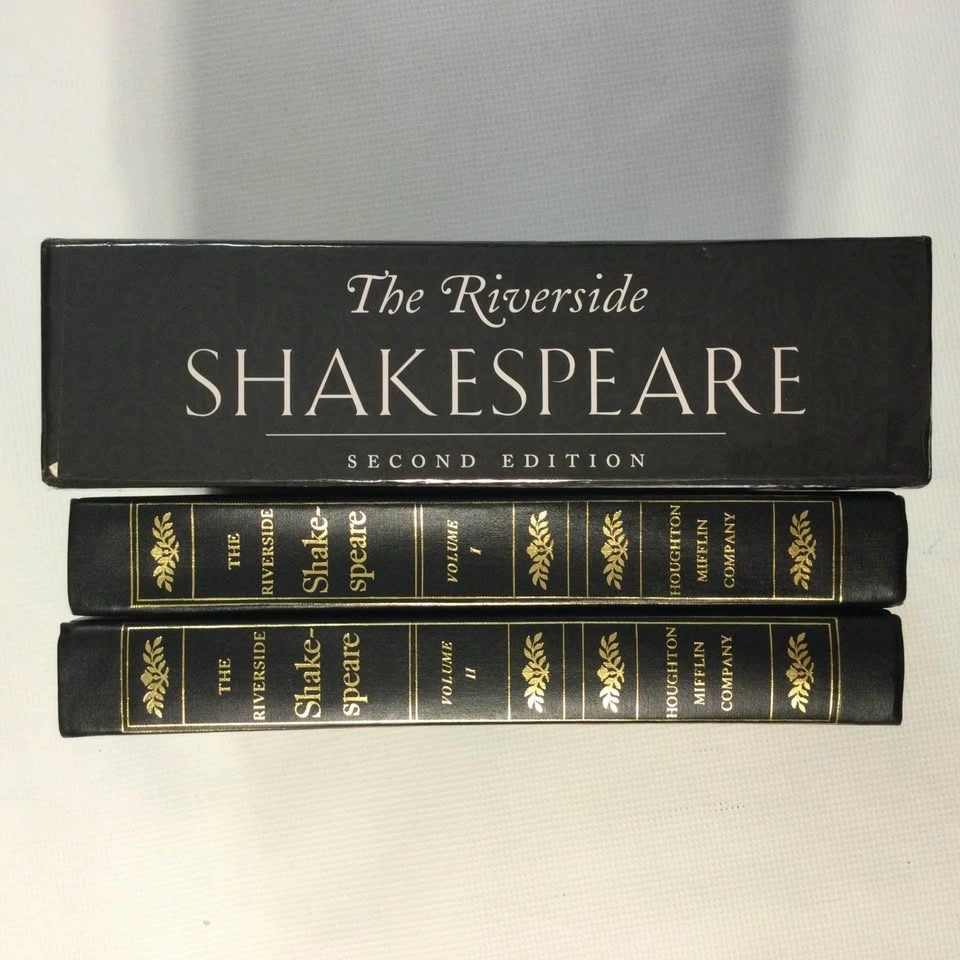 The Riverside
SHAKESPEARE
SECOND EDITION
THE
RIVERSIDE
Shake-
speare
VOLUME
I
HOUGHTON
MIFFLIN
COMPANY
THE
RIVERSIDE
Shake-
speare
VOLUME
II
HOUGHTON
MIFFLIN
COMPANY